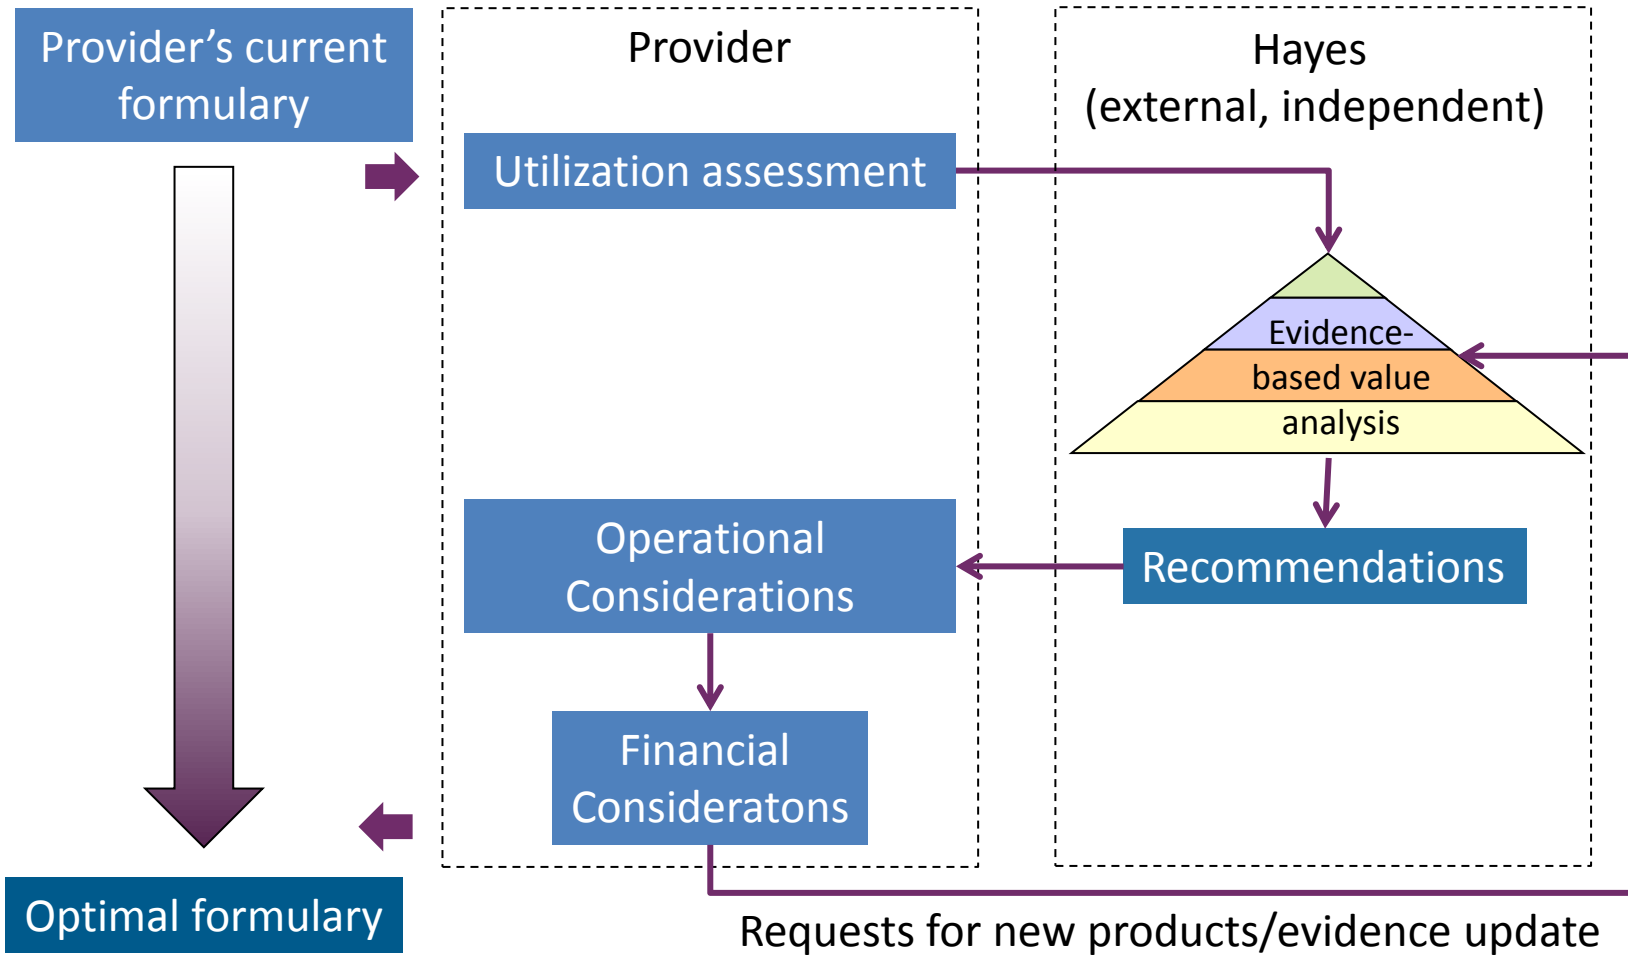 Provider’s current
formulary
Provider
Hayes
(external, independent)
Utilization assessment
Evidence-
based value
analysis
Operational
Considerations
Recommendations
Financial
Consideratons
Optimal formulary
Requests for new products/evidence update